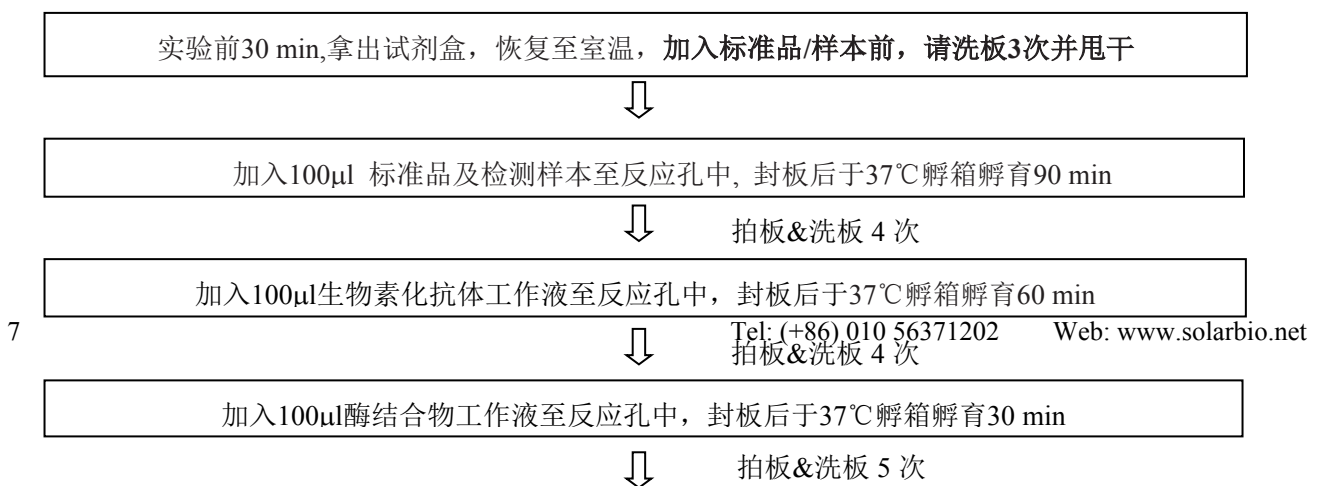 实验前30 min,拿出试剂盒，恢复至室温，加入标准品/样本前，请洗板3次并甩干
加入100μl 标准品及检测样本至反应孔中, 封板后于37℃孵箱孵育90 min
拍板&洗板 4 次
加入100μl生物素化抗体工作液至反应孔中，封板后于37℃孵箱孵育60 min
7 Tel: (+86) 010 56371202 Web: www.solarbio.net
拍板&洗板 4 次
加入100μl酶结合物工作液至反应孔中，封板后于37℃孵箱孵育30 min
拍板&洗板 5 次